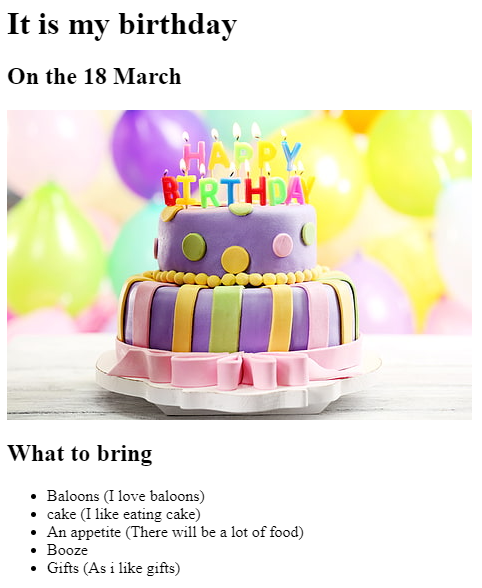 It is my birthday
On the 18 March
HAPPY
BIRTHDAY
What to bring
Baloons (I love baloons)
cake (I like eating cake)
An appetite (There will be a lot of food)
Booze
Gifts (As i like gifts)